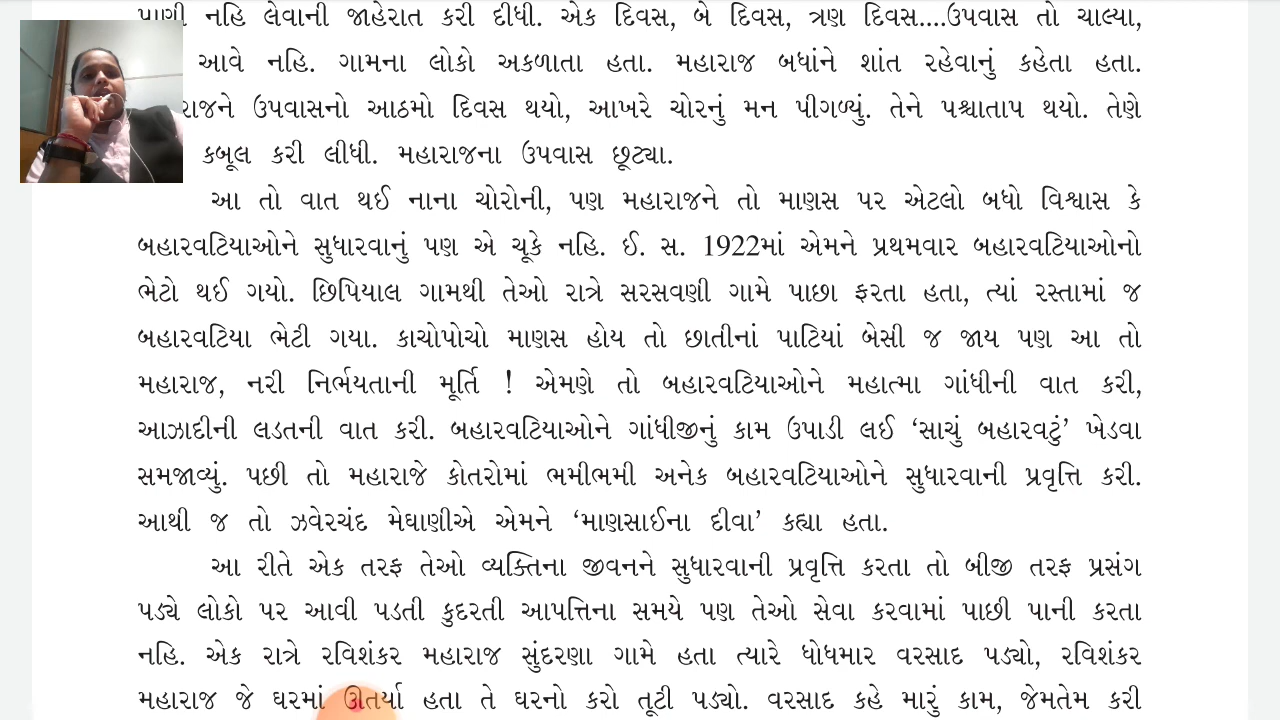 પાણી નહિ લેવાની જાહેરાત કરી દીધી. એક દિવસ, બે દિવસ, ત્રણ દિવસ....ઉપવાસ તો ચાલ્યા,
આવે નહિ. ગામના લોકો અકળાતા હતા. મહારાજ બધાંને શાંત રહેવાનું કહેતા હતા.
રાજને ઉપવાસનો આઠમો દિવસ થયો, આખરે ચોરનું મન પીગળ્યું. તેને પશ્ચાતાપ થયો. તેણે
કબૂલ કરી લીધી. મહારાજના ઉપવાસ છૂટ્યા.
આ તો વાત થઈ નાના ચોરોની, પણ મહારાજને તો માણસ પર એટલો બધો વિશ્વાસ કે
બહારવટિયાઓને સુધારવાનું પણ એ ચૂકે નહિ. ઈ. સ. 1922માં એમને પ્રથમવાર બહારવટિયાઓનો
ભેટો થઈ ગયો. છિપિયાલ ગામથી તેઓ રાત્રે સરસવણી ગામે પાછા ફરતા હતા, ત્યાં રસ્તામાં જ
બહારવટિયા ભેટી ગયા. કાચોપોચો માણસ હોય તો છાતીનાં પાટિયાં બેસી જ જાય પણ આ તો
મહારાજ, નરી નિર્ભયતાની મૂર્તિ ! એમણે તો બહારવટિયાઓને મહાત્મા ગાંધીની વાત કરી,
આઝાદીની લડતની વાત કરી. બહારવટિયાઓને ગાંધીજીનું કામ ઉપાડી લઈ ‘સાચું બહારવટું’ ખેડવા
સમજાવ્યું. પછી તો મહારાજે કોતરોમાં ભમીભમી અનેક બહારવટિયાઓને સુધારવાની પ્રવૃત્તિ કરી.
આથી જ તો ઝવેરચંદ મેઘાણીએ એમને ‘માણસાઈના દીવા’ કહ્યા હતા.
આ રીતે એક તરફ તેઓ વ્યક્તિના જીવનને સુધારવાની પ્રવૃત્તિ કરતા તો બીજી તરફ પ્રસંગ
પડ્યે લોકો પર આવી પડતી કુદરતી આપત્તિના સમયે પણ તેઓ સેવા કરવામાં પાછી પાની કરતા
નહિ. એક રાત્રે રવિશંકર મહારાજ સુંદરણા ગામે હતા ત્યારે ધોધમાર વરસાદ પડ્યો, રવિશંકર
મહારાજ જે ઘરમાં ઊતર્યા હતા તે ઘરનો કરો તૂટી પડ્યો. વરસાદ કહે મારું કામ, જેમતેમ કરી